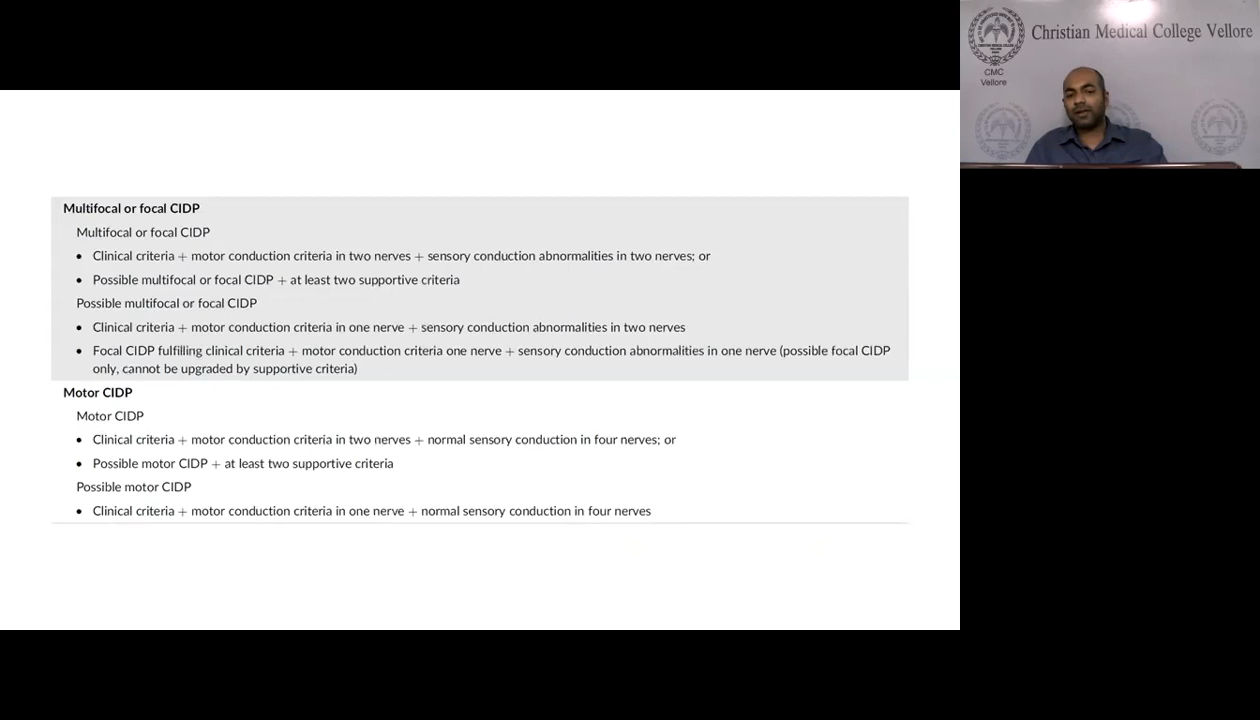 Multifocal or focal CIDP
Multifocal or focal CIDP
• Clinical criteria + motor conduction criteria in two nerves + sensory conduction abnormalities in two nerves; or
• Possible multifocal or focal CIDP + at least two supportive criteria
Possible multifocal or focal CIDP
• Clinical criteria + motor conduction criteria in one nerve + sensory conduction abnormalities in two nerves
• Focal CIDP fulfilling clinical criteria + motor conduction criteria one nerve + sensory conduction abnormalities in one nerve (possible focal CIDP
only, cannot be upgraded by supportive criteria)
Motor CIDP
Motor CIDP
• Clinical criteria + motor conduction criteria in two nerves + normal sensory conduction in four nerves; or
• Possible motor CIDP + at least two supportive criteria
Possible motor CIDP
• Clinical criteria + motor conduction criteria in one nerve + normal sensory conduction in four nerves
Christian Medical College Vellore
CMC
Vellore